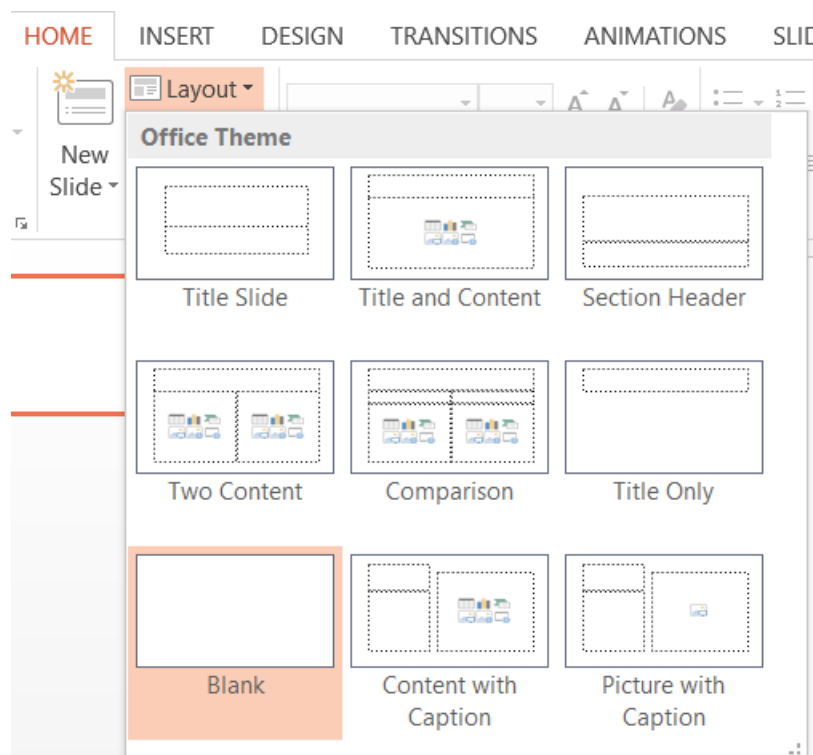 HOME INSERT DESIGN TRANSITIONS ANIMATIONS SLID
Layout
New
Slide
Office Theme
Title Slide Title and Content Section Header
Two Content Comparison Title Only
Blank Content with Picture with
Caption Caption